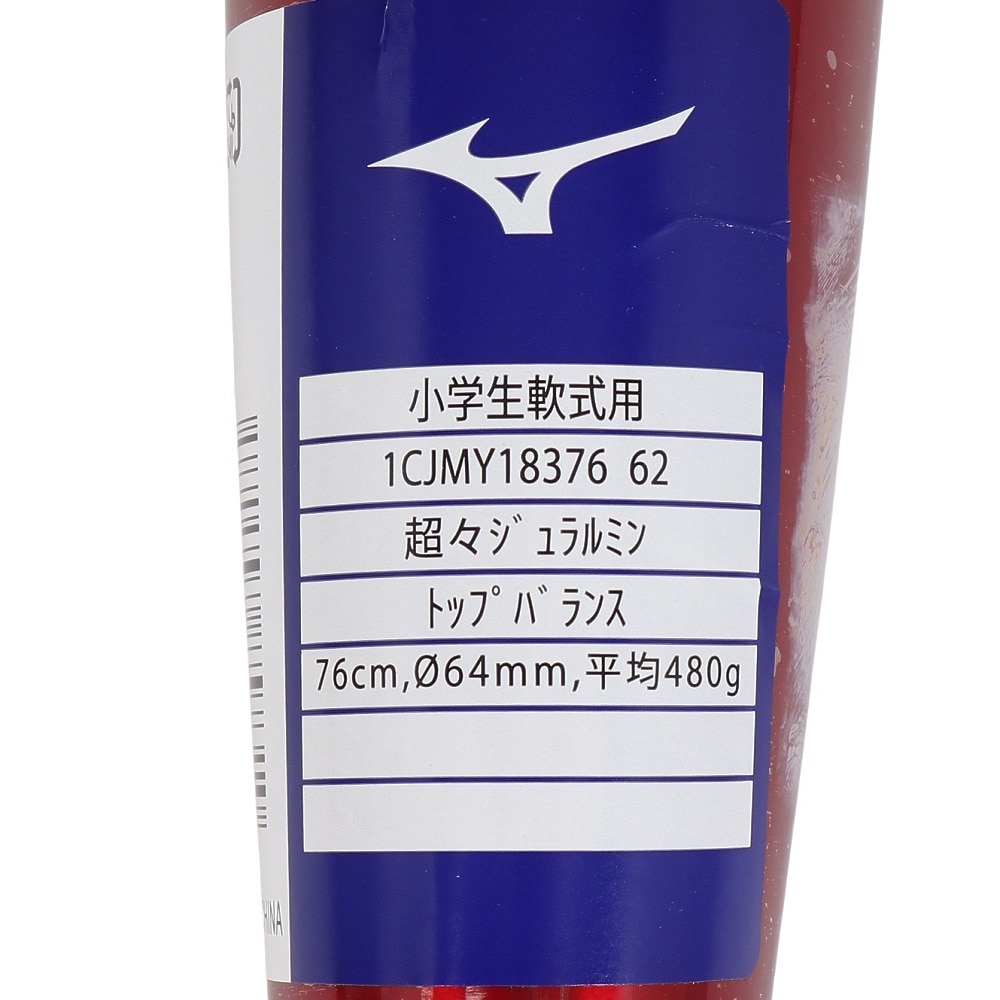 小学生軟式用
1CJMY18376 62
超々ｼﾞｭﾗﾙﾐﾝ
ﾄｯﾌﾟﾊﾞﾗﾝｽ
76cm,Ø64mm,平均480g